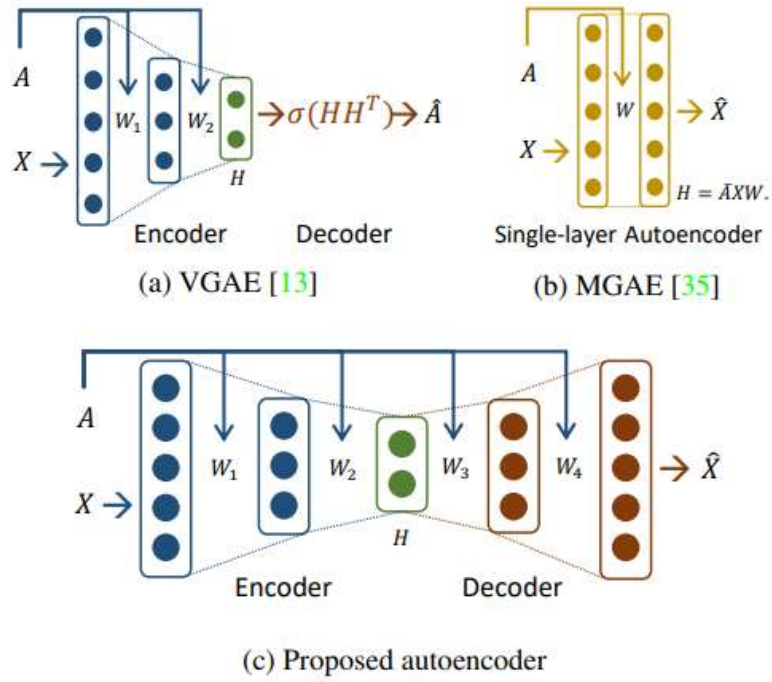 A
X
W₁
W₂
H
σ(HHᵀ)
Â
Encoder
Decoder
(a) VGAE [13]
A
X
W
X̂
H = ĀXW.
Single-layer Autoencoder
(b) MGAE [35]
A
X
W₁
W₂
H
W₃
W₄
X̂
Encoder
Decoder
(c) Proposed autoencoder